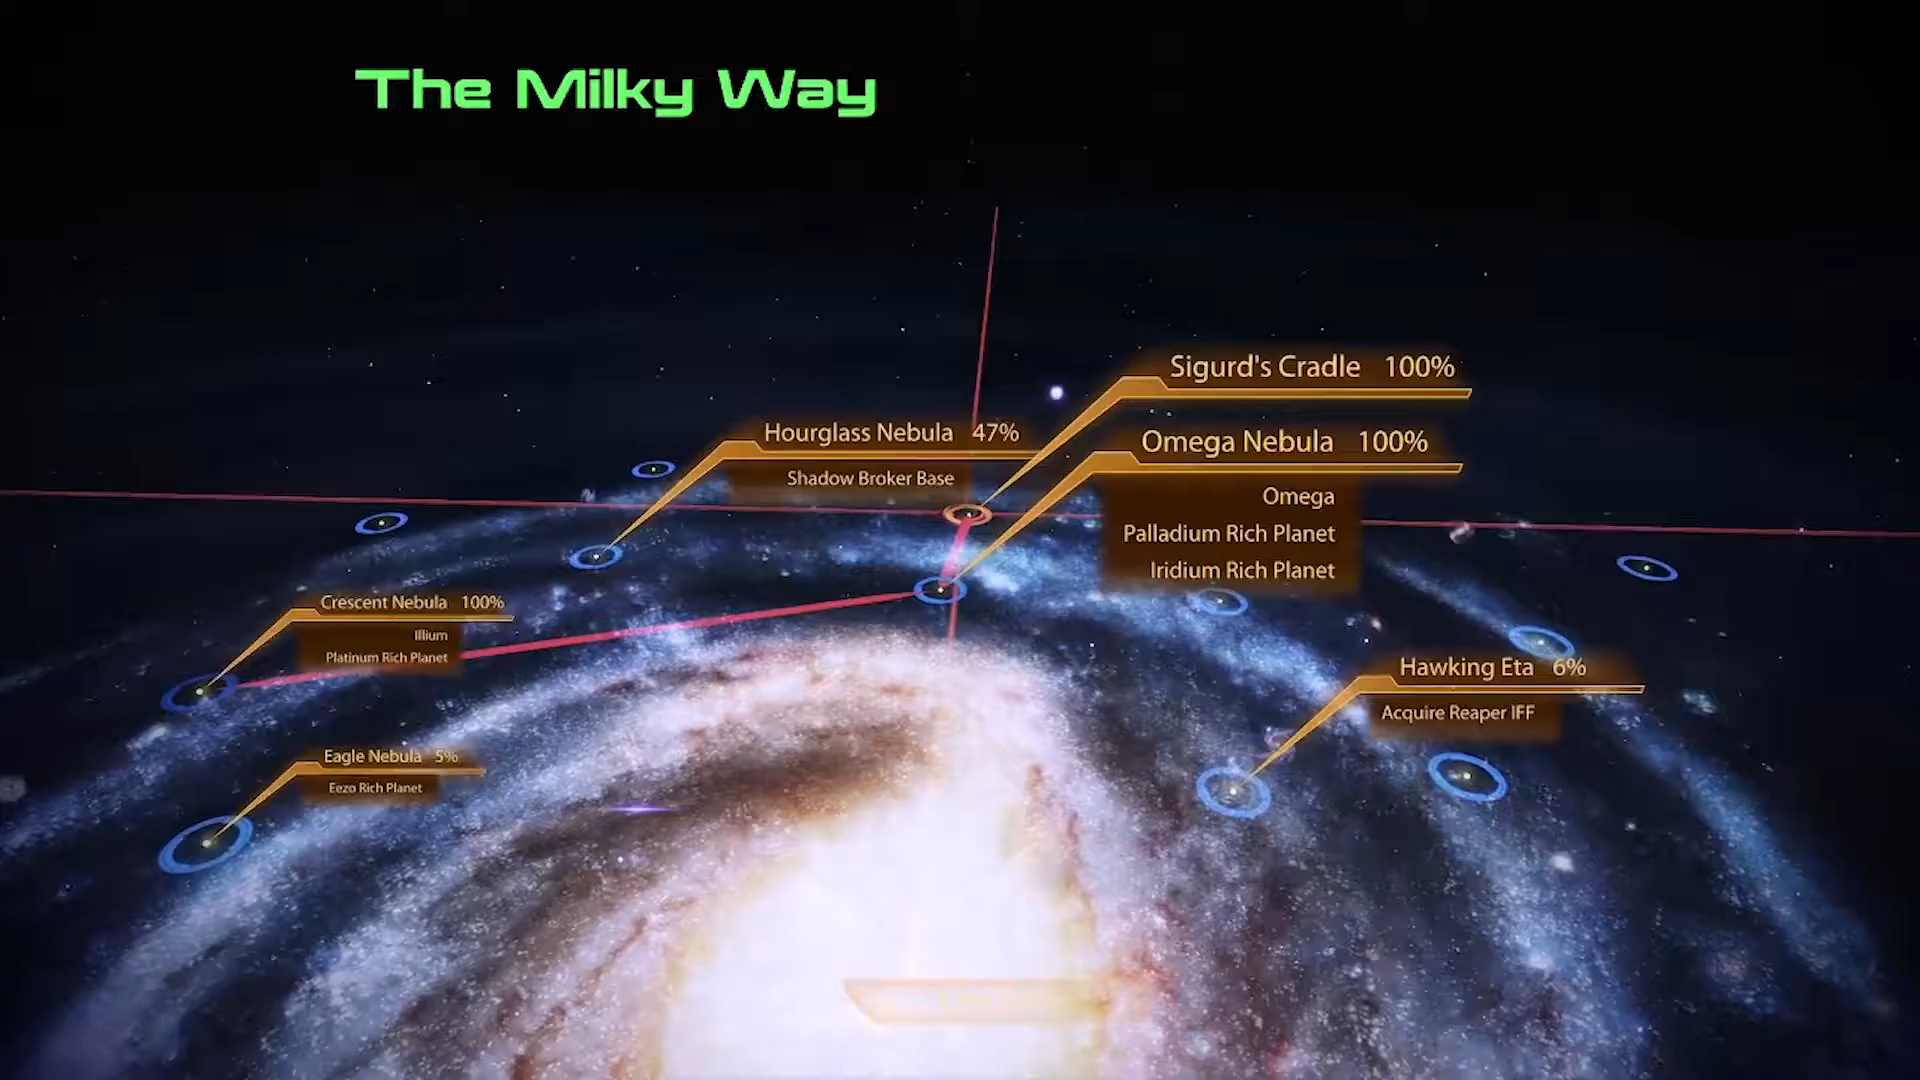 The Milky Way
Sigurd's Cradle 100%
Hourglass Nebula 47%
Shadow Broker Base
Omega Nebula 100%
Omega
Palladium Rich Planet
Iridium Rich Planet
Crescent Nebula 100%
Illium
Platinum Rich Planet
Hawking Eta 6%
Acquire Reaper IFF
Eagle Nebula 5%
Eezo Rich Planet